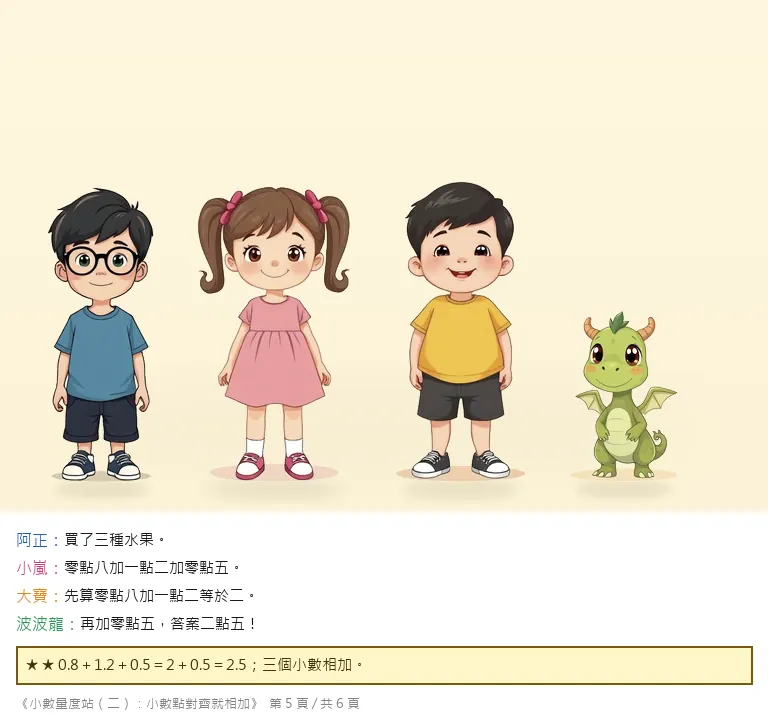 阿正：買了三種水果。
小嵐：零點八加一點二加零點五。
大寶：先算零點八加一點二等於二。
波波龍：再加零點五，答案二點五！
★★0.8+1.2+0.5=2+0.5=2.5；三個小數相加。
《小數量度站（二）：小數點對齊就相加》 第5頁/共6頁